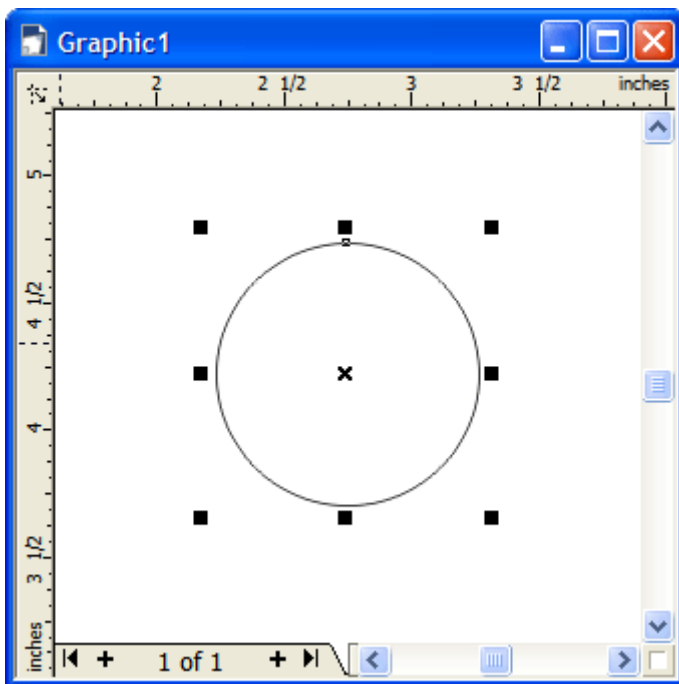 Graphic1
2 2 1/2 3 3 1/2 inches
5
4 1/2
4
3 1/2
inches
1 of 1